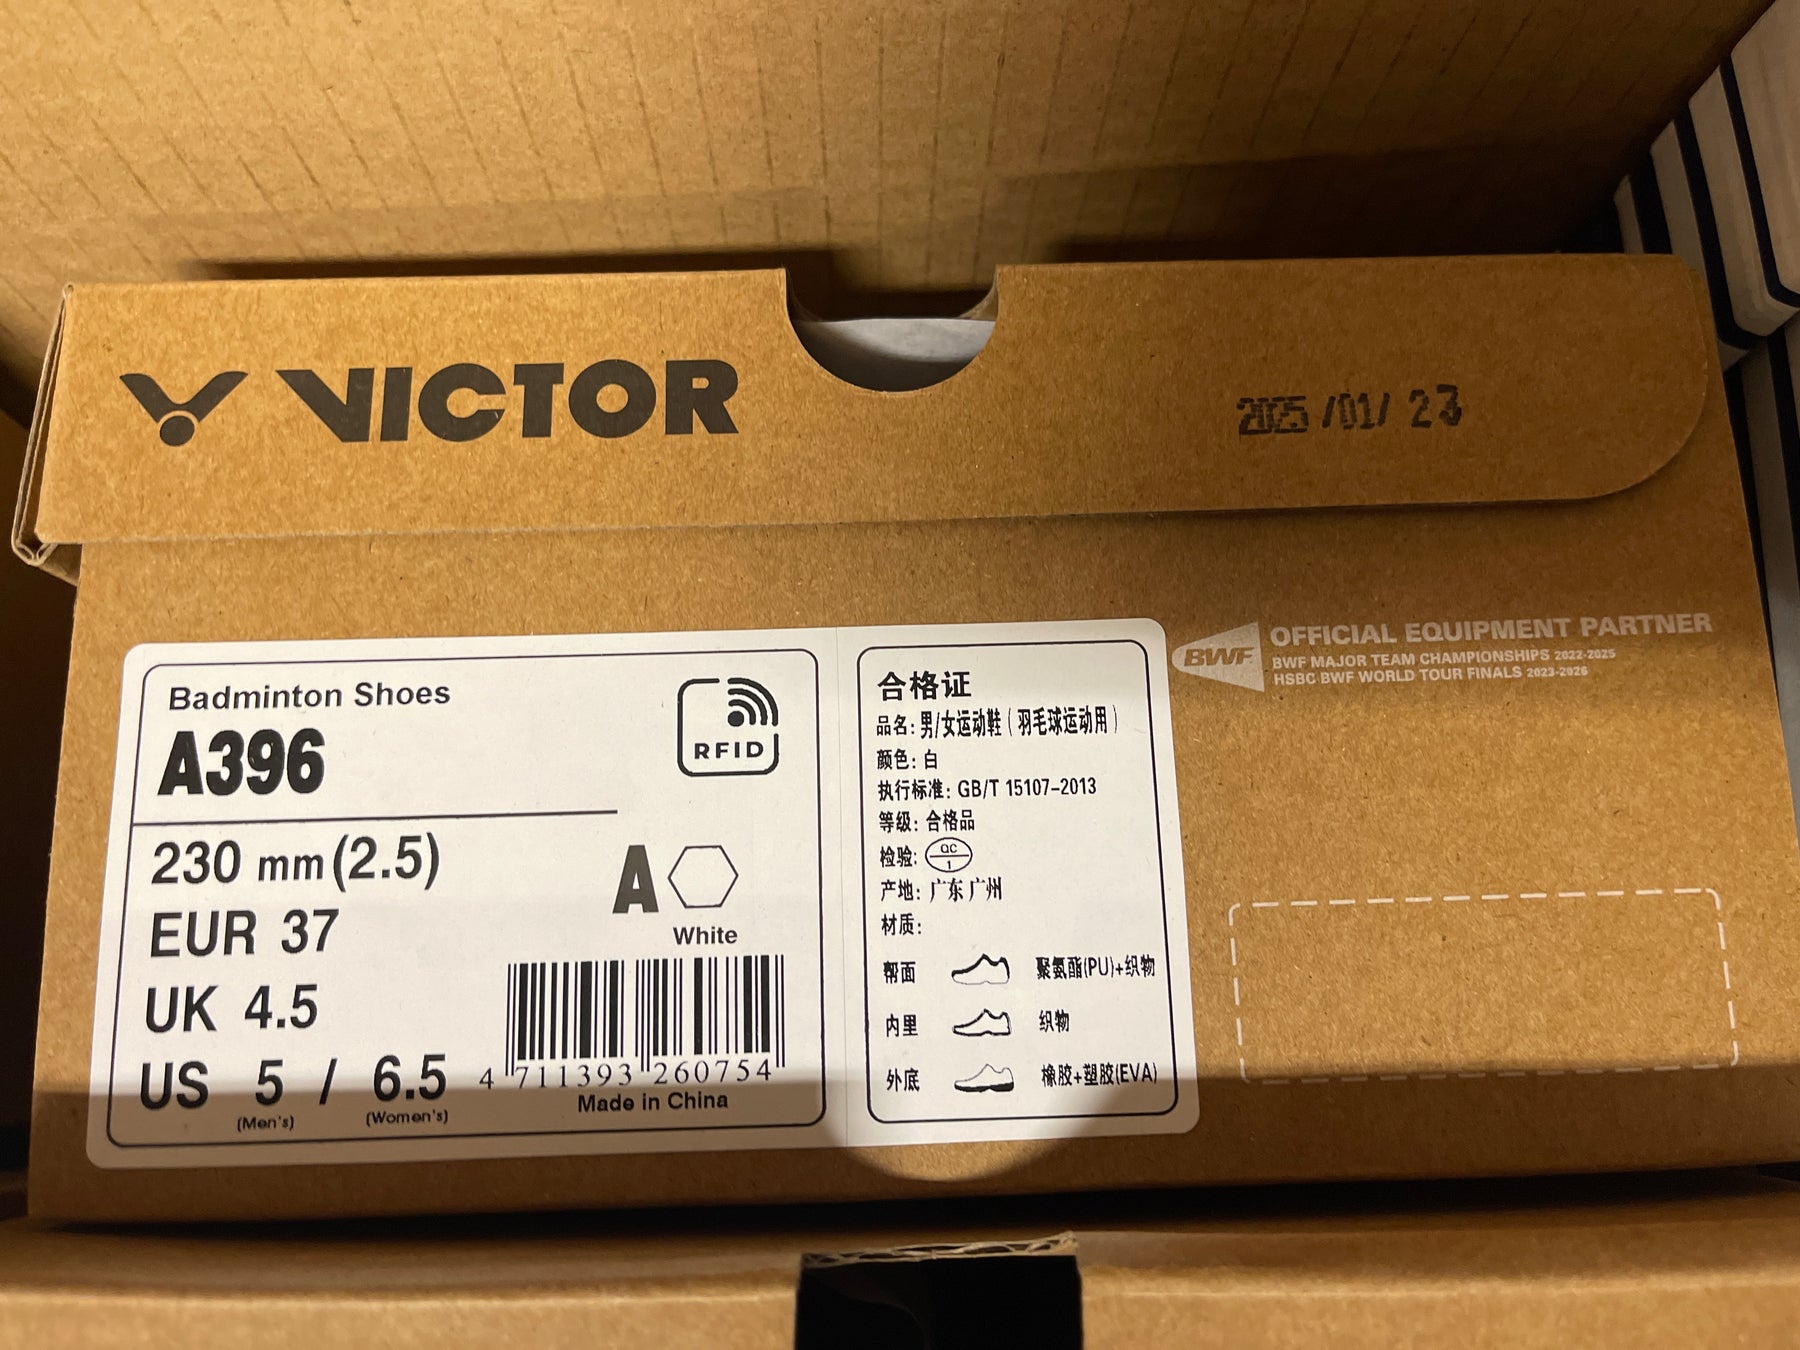 VICTOR
2025/01/23
BWF
OFFICIAL EQUIPMENT PARTNER
BWF MAJOR TEAM CHAMPIONSHIPS 2022-2025
HSBC BWF WORLD TOUR FINALS 2023-2026
Badminton Shoes
A396
RFID
230 mm (2.5)
EUR 37
UK 4.5
US 5 / 6.5
(Men's) (Women's)
A
White
4 711393 260754
Made in China
合格证
品名: 男/女运动鞋(羽毛球运动用)
颜色: 白
执行标准: GB/T 15107-2013
等级: 合格品
检验: QC 1
产地: 广东广州
材质:
帮面 聚氨酯(PU)+织物
内里 织物
外底 橡胶+塑胶(EVA)